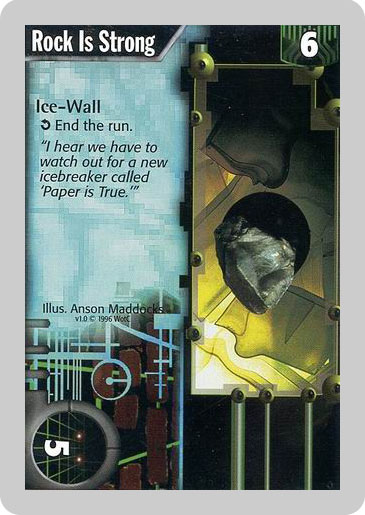 Rock Is Strong
6
Ice-Wall
End the run.
“I hear we have to
watch out for a new
icebreaker called
‘Paper is True.’”
Illus. Anson Maddocks
v1.0 © 1996 WotC
5